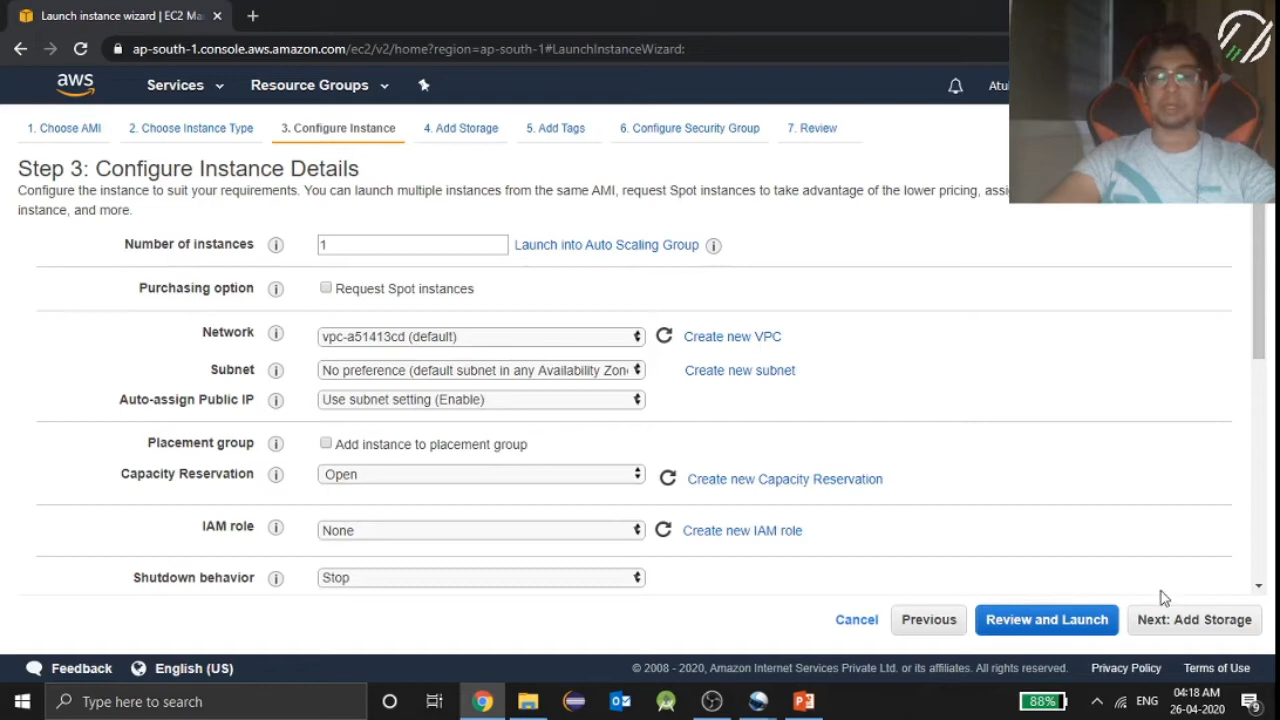 Launch instance wizard | EC2 Ma
ap-south-1.console.aws.amazon.com/ec2/v2/home?region=ap-south-1#LaunchInstanceWizard:
aws Services Resource Groups Atu
1. Choose AMI 2. Choose Instance Type 3. Configure Instance 4. Add Storage 5. Add Tags 6. Configure Security Group 7. Review
Step 3: Configure Instance Details
Configure the instance to suit your requirements. You can launch multiple instances from the same AMI, request Spot instances to take advantage of the lower pricing, assi
instance, and more.
Number of instances 1 Launch into Auto Scaling Group
Purchasing option Request Spot instances
Network vpc-a51413cd (default) Create new VPC
Subnet No preference (default subnet in any Availability Zon Create new subnet
Auto-assign Public IP Use subnet setting (Enable)
Placement group Add instance to placement group
Capacity Reservation Open Create new Capacity Reservation
IAM role None Create new IAM role
Shutdown behavior Stop
Cancel Previous Review and Launch Next: Add Storage
Feedback English (US) © 2008 - 2020, Amazon Internet Services Private Ltd. or its affiliates. All rights reserved. Privacy Policy Terms of Use
Type here to search 88% ENG 04:18 AM
26-04-2020 9